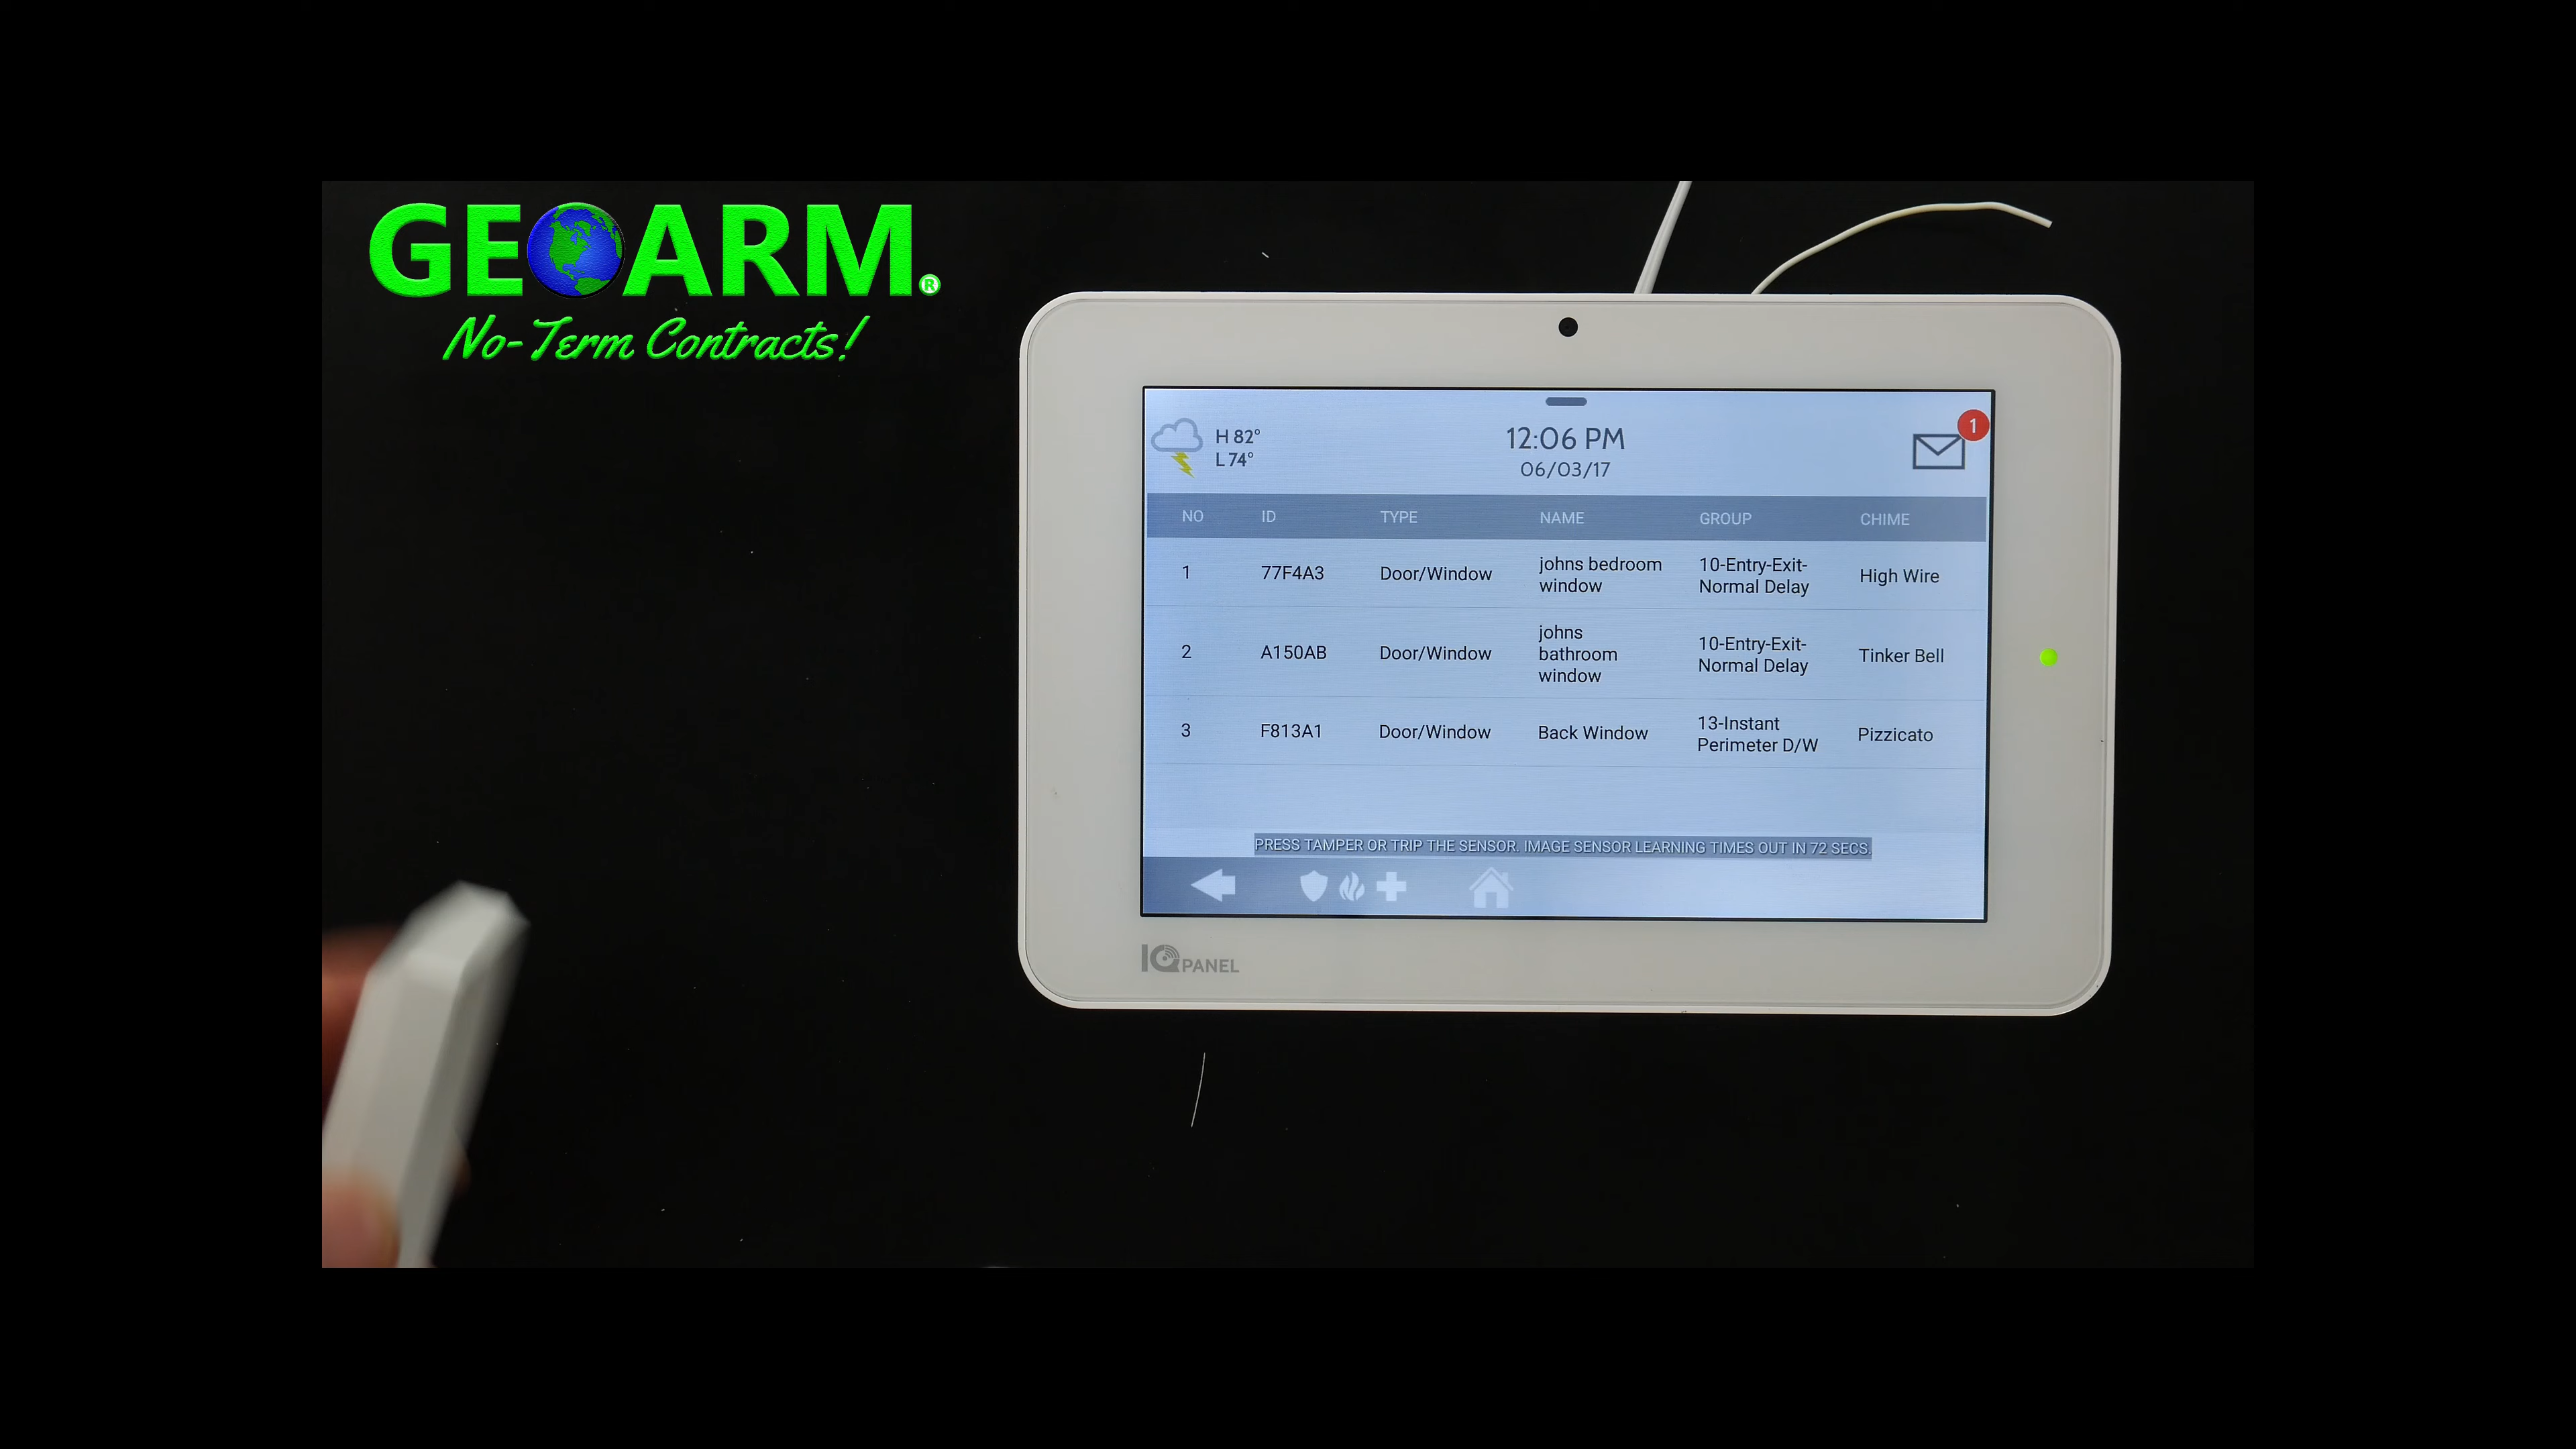 GEOARM®
No-Term Contracts!
H 82°
L 74°
12:06 PM
06/03/17
1
NO ID TYPE NAME GROUP CHIME
1 77F4A3 Door/Window johns bedroom window 10-Entry-Exit-Normal Delay High Wire
2 A150AB Door/Window johns bathroom window 10-Entry-Exit-Normal Delay Tinker Bell
3 F813A1 Door/Window Back Window 13-Instant Perimeter D/W Pizzicato
PRESS TAMPER OR TRIP THE SENSOR. IMAGE SENSOR LEARNING TIMES OUT IN 72 SECS.
IQ PANEL